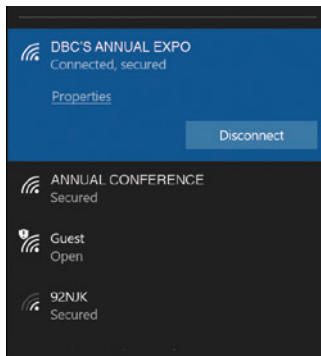 DBC'S ANNUAL EXPO
Connected, secured
Properties
Disconnect
ANNUAL CONFERENCE
Secured
Guest
Open
92NJK
Secured